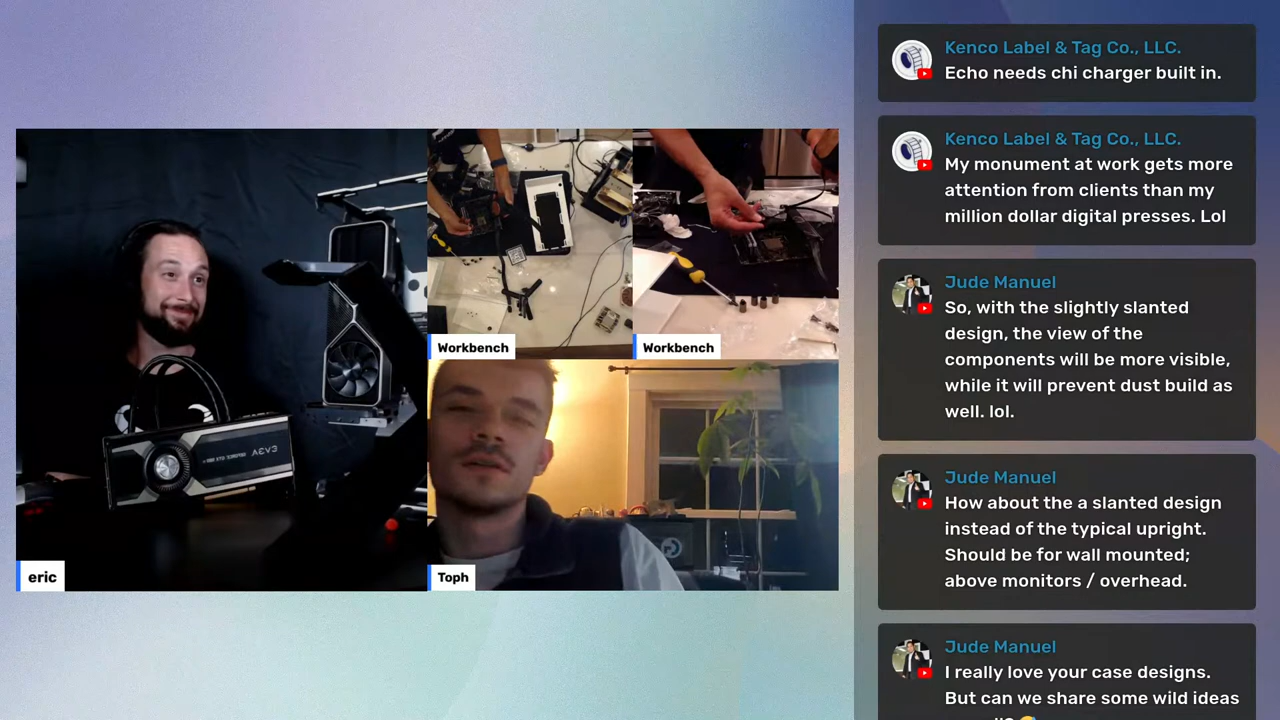 Kenco Label & Tag Co., LLC.
Echo needs chi charger built in.
Kenco Label & Tag Co., LLC.
My monument at work gets more
attention from clients than my
million dollar digital presses. Lol
Jude Manuel
So, with the slightly slanted
design, the view of the
components will be more visible,
while it will prevent dust build as
well. lol.
Jude Manuel
How about the a slanted design
instead of the typical upright.
Should be for wall mounted;
above monitors / overhead.
Jude Manuel
I really love your case designs.
But can we share some wild ideas
Workbench
Workbench
EVGA
eric
Toph